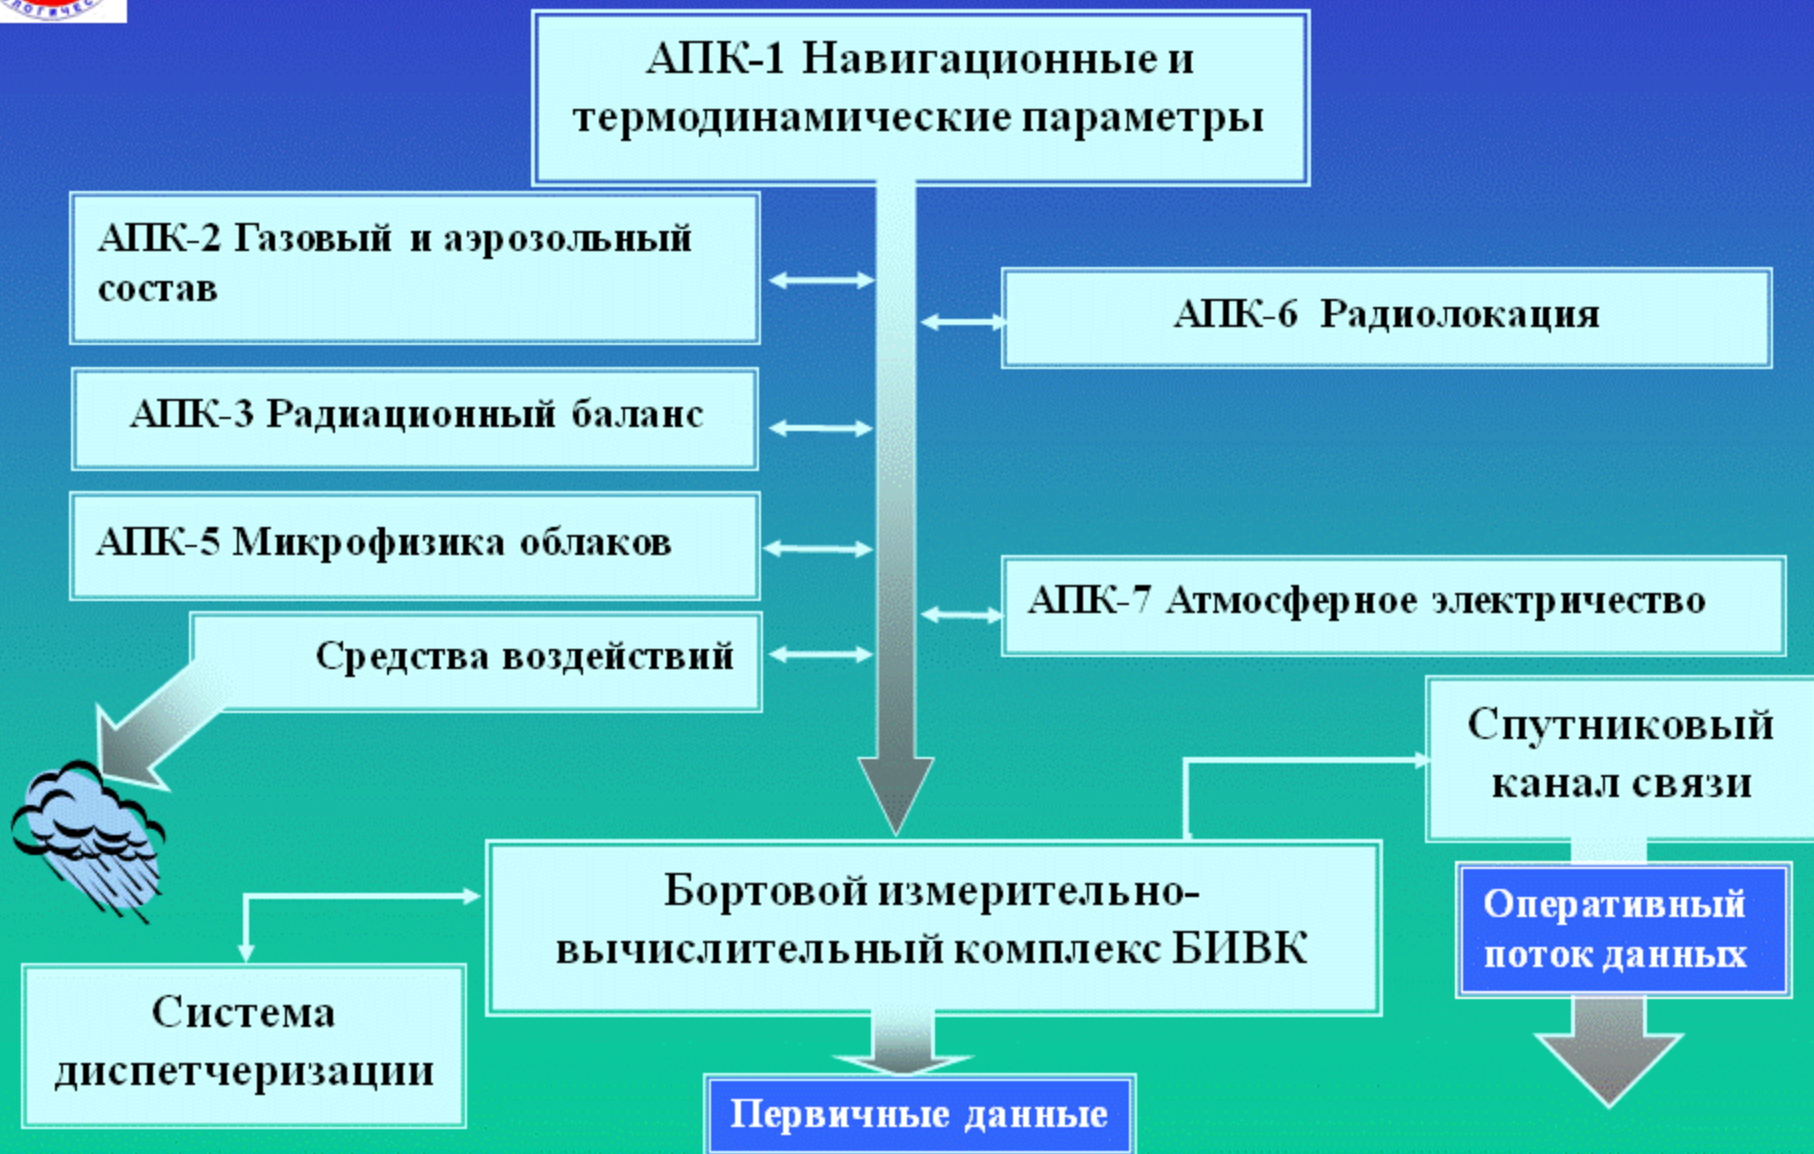 АПК-1 Навигационные и
термодинамические параметры
АПК-2 Газовый и аэрозольный
состав
АПК-6 Радиолокация
АПК-3 Радиационный баланс
АПК-5 Микрофизика облаков
АПК-7 Атмосферное электричество
Средства воздействий
Спутниковый
канал связи
Бортовой измерительно-
вычислительный комплекс БИВК
Оперативный
поток данных
Система
диспетчеризации
Первичные данные